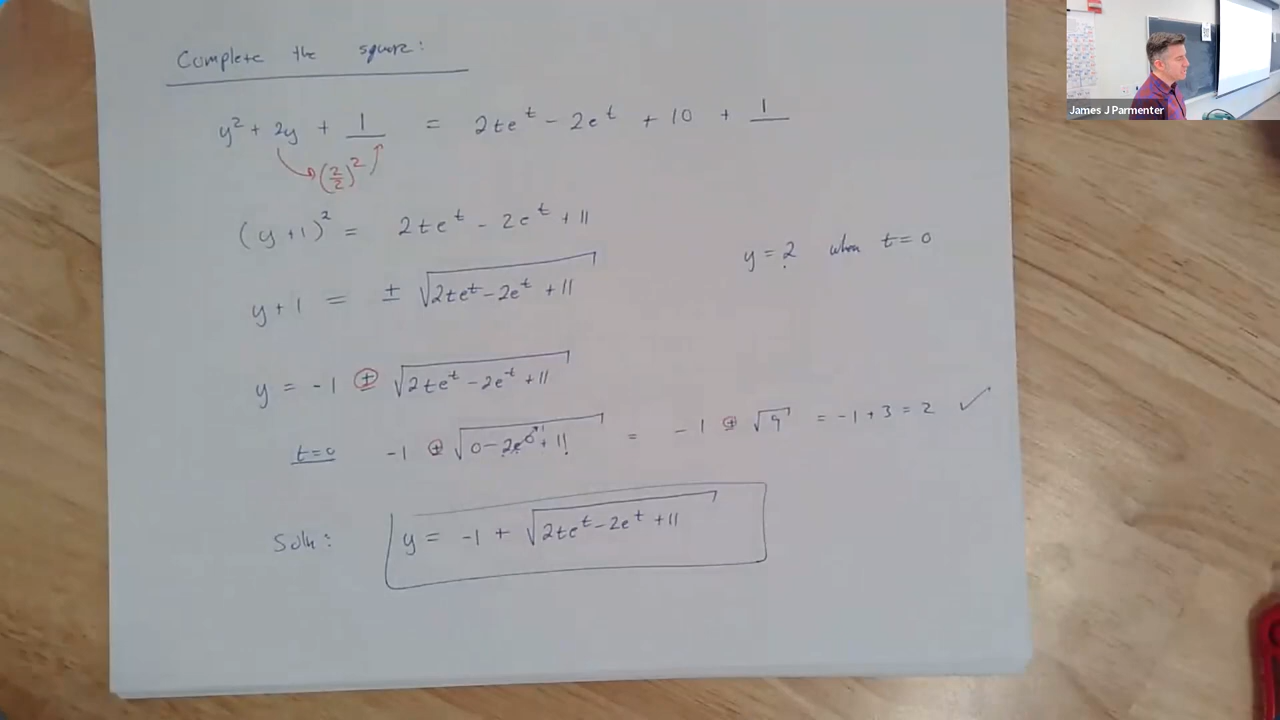 Complete the square:
James J Parmenter
y² + 2y + 1 = 2te^t - 2e^t + 10 + 1
(2/2)²
(y+1)² = 2te^t - 2e^t + 11
y = 2 when t = 0
y+1 = ± √(2te^t - 2e^t + 11)
y = -1 ± √(2te^t - 2e^t + 11)
t=0 -1 ± √(0 - 2e^0 + 11) = -1 ± √9 = -1 + 3 = 2 ✓
Soln: y = -1 + √(2te^t - 2e^t + 11)